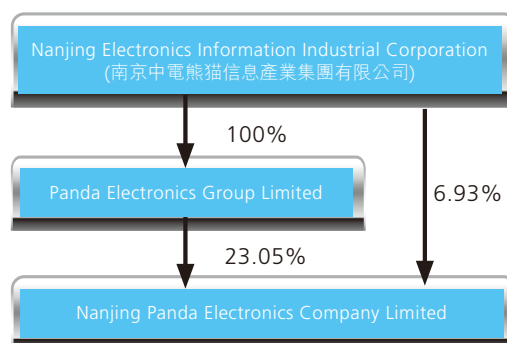 Nanjing Electronics Information Industrial Corporation
(南京中電熊猫信息產業集團有限公司)
100%
Panda Electronics Group Limited
6.93%
23.05%
Nanjing Panda Electronics Company Limited